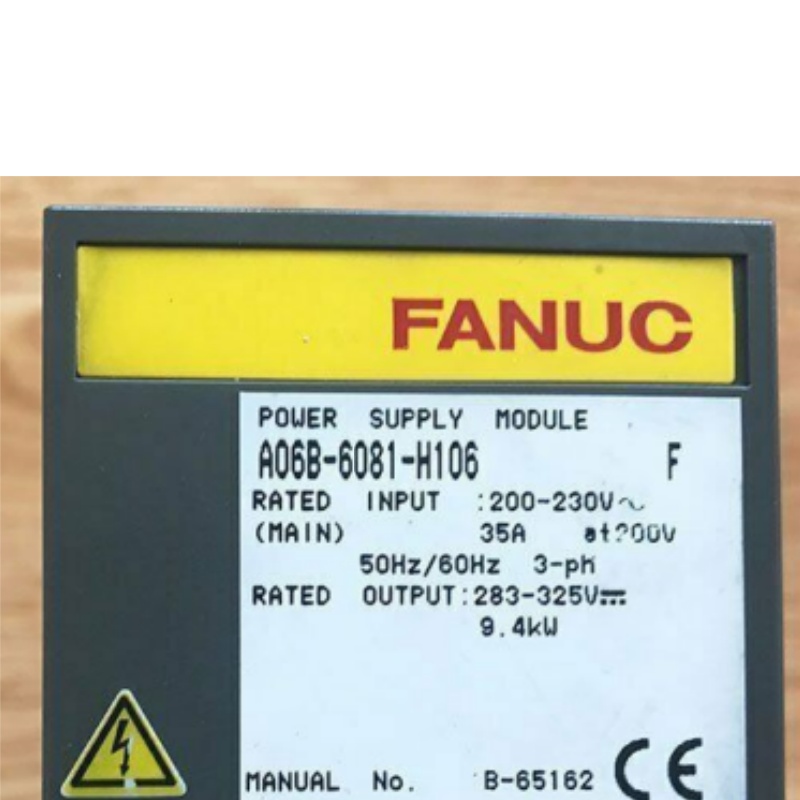 FANUC
POWER SUPPLY MODULE
A06B-6081-H106 F
RATED INPUT :200-230V~
(MAIN) 35A at200V
50Hz/60Hz 3-ph
RATED OUTPUT:283-325V⎓
9.4kW
MANUAL No. B-65162 CE